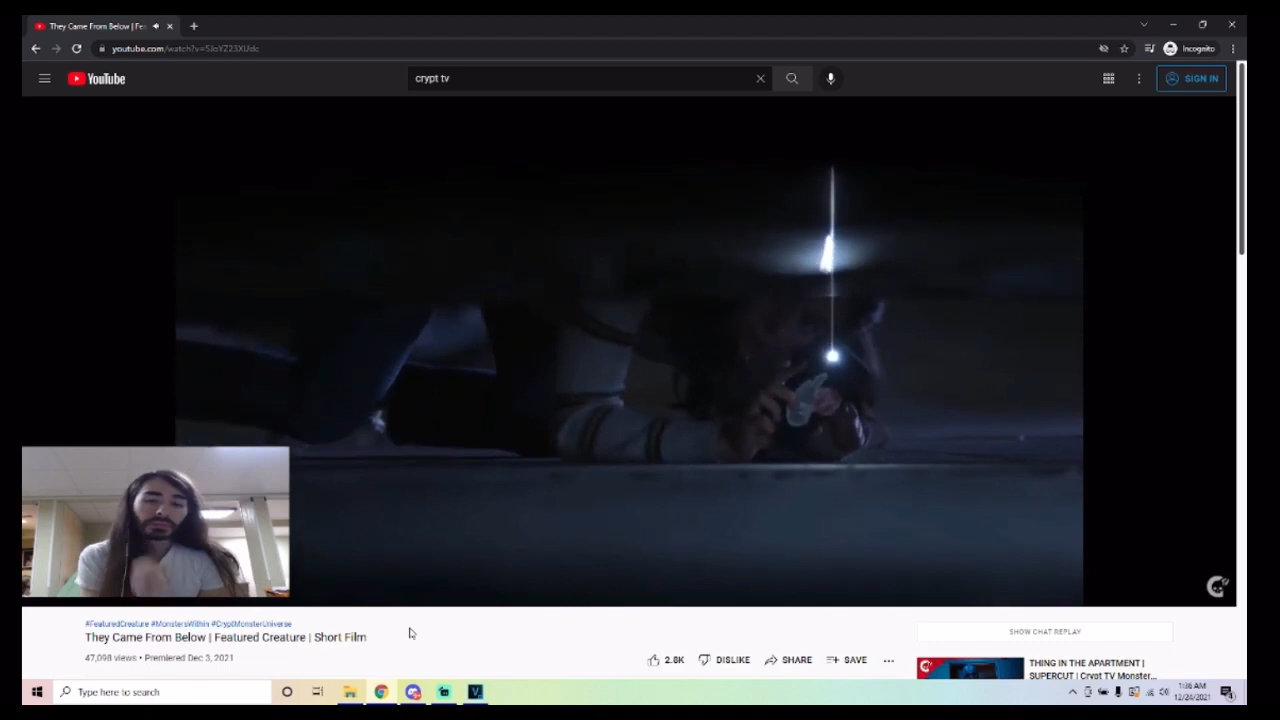 They Came From Below | Fea
youtube.com/watch?v=
Incognito
YouTube
crypt tv
SIGN IN
#FeaturedCreature #MonstersWithin #CryptMonsterUniverse
They Came From Below | Featured Creature | Short Film
47,098 views • Premiered Dec 3, 2021
2.8K
DISLIKE
SHARE
SAVE
SHOW CHAT REPLAY
THING IN THE APARTMENT |
SUPERCUT | Crypt TV Monster...
Type here to search
1:36 AM
12/24/2021